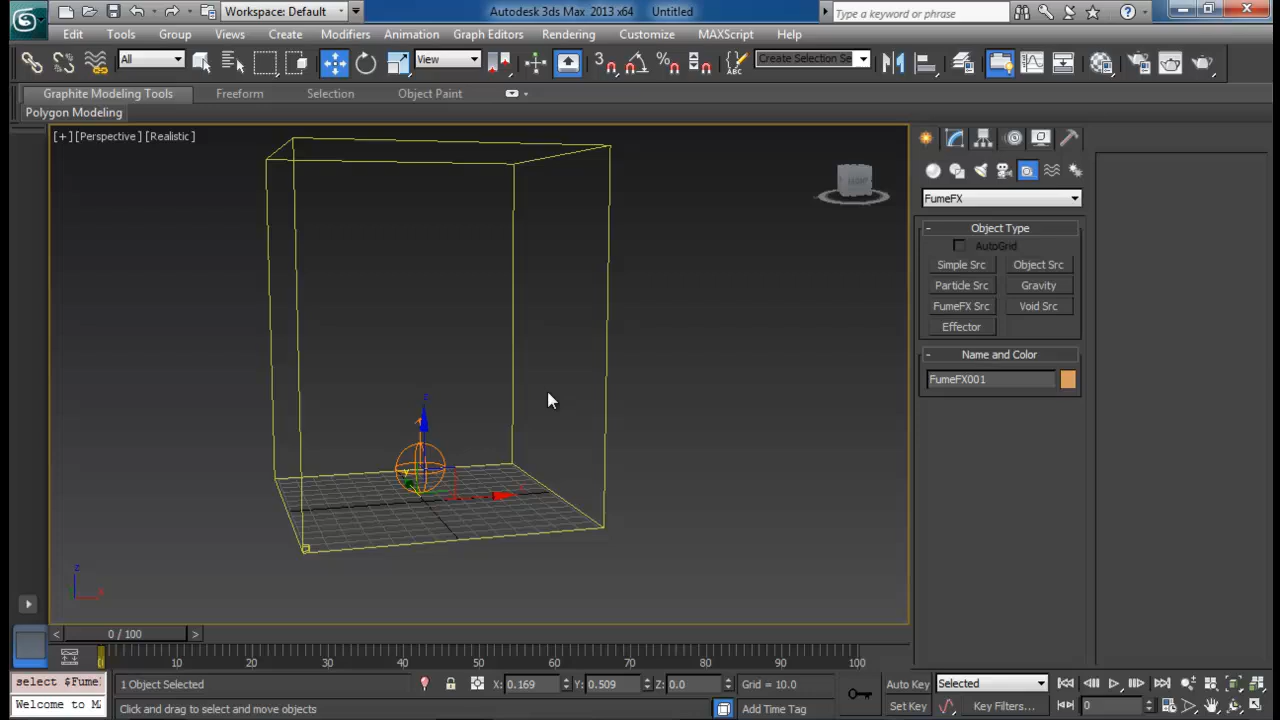 Workspace: Default
Autodesk 3ds Max 2013 x64 Untitled
Type a keyword or phrase
Edit Tools Group Views Create Modifiers Animation Graph Editors Rendering Customize MAXScript Help
All
View
3
ABC
Create Selection Se
Graphite Modeling Tools Freeform Selection Object Paint
Polygon Modeling
[+] [Perspective] [Realistic]
FumeFX
- Object Type
AutoGrid
Simple Src Object Src
Particle Src Gravity
FumeFX Src Void Src
Effector
- Name and Color
FumeFX001
z
y
z
x
< 0 / 100 >
10 20 30 40 50 60 70 80 90 100
select $Fume
1 Object Selected
X: 0.169 Y: 0.509 Z: 0.0 Grid = 10.0
Auto Key Selected
Welcome to M
Click and drag to select and move objects
Add Time Tag
Set Key Key Filters... 0